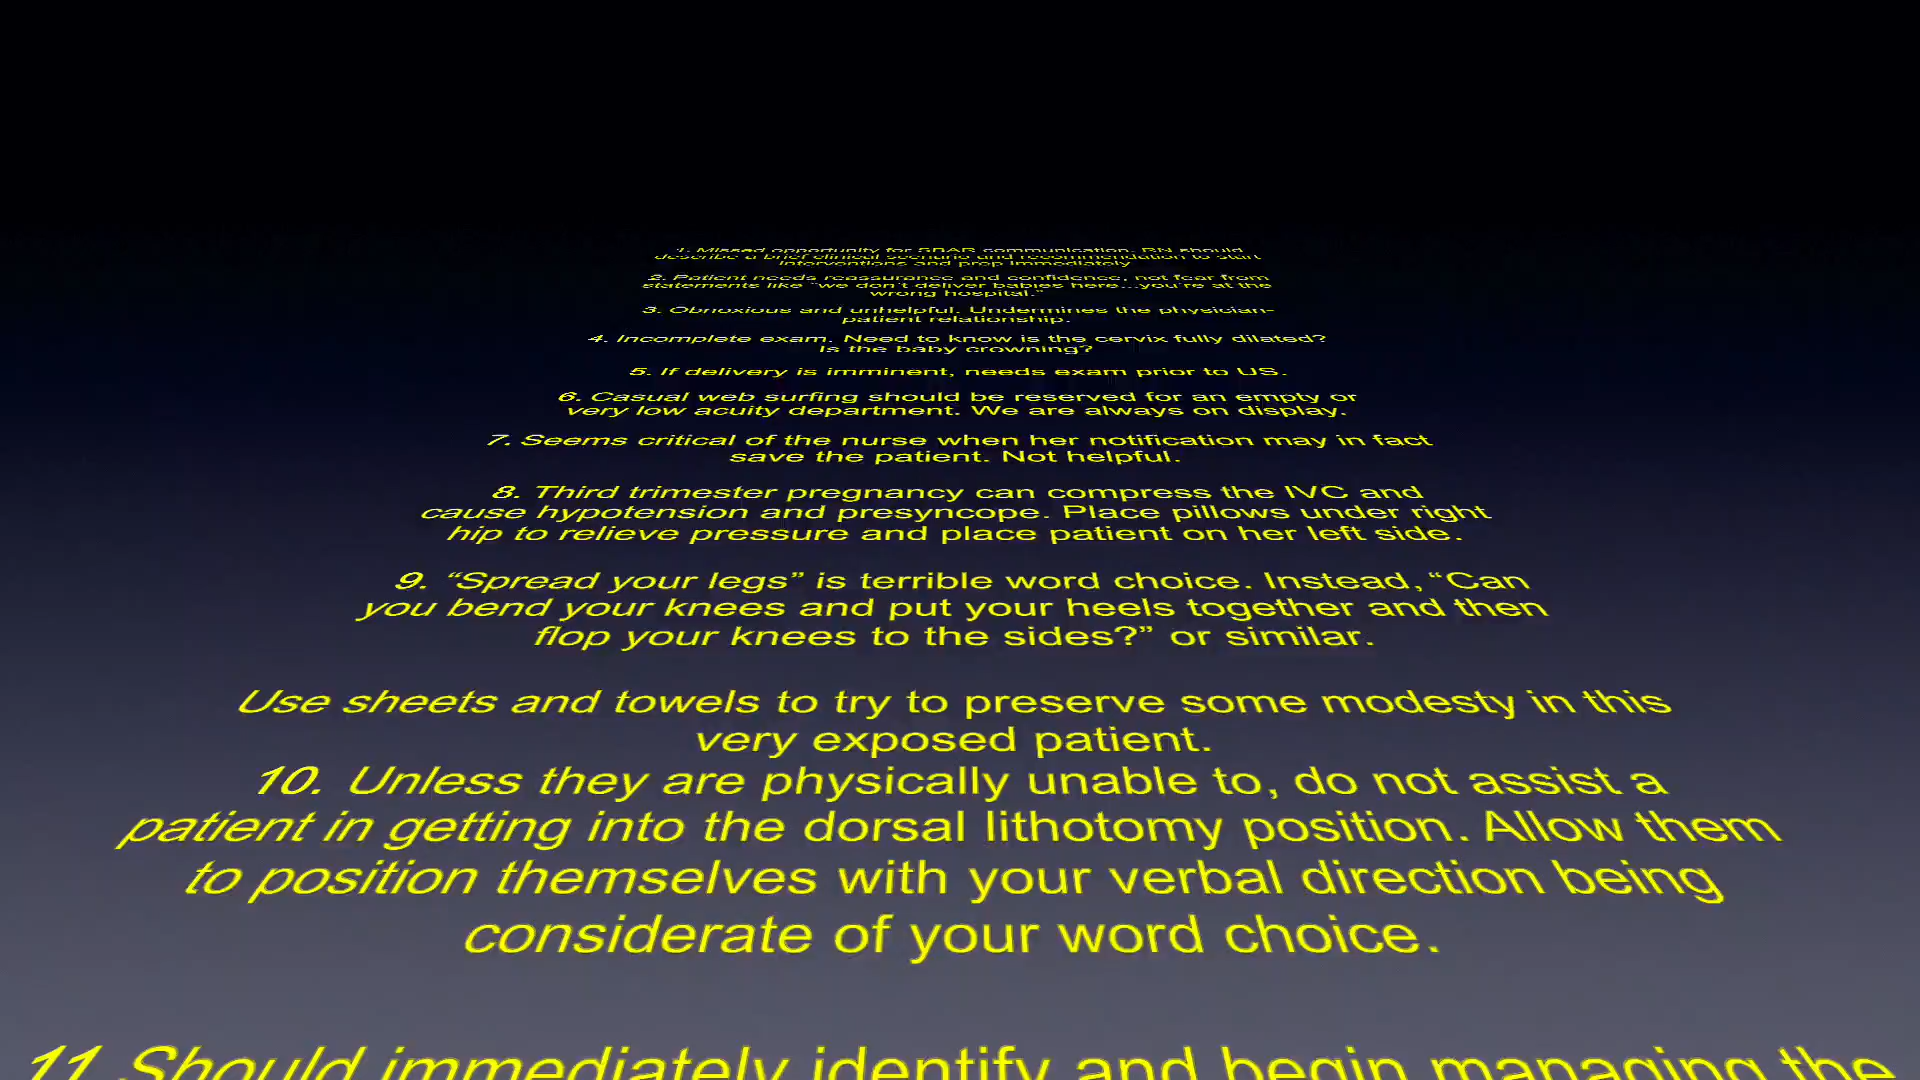 1. Missed opportunity for SBAR communication. RN should
describe a brief clinical scenario and recommendation to start
interventions and prep immediately
2. Patient needs reassurance and confidence, not fear from
statements like “we don’t deliver babies here...you’re at the
wrong hospital.”
3. Obnoxious and unhelpful. Undermines the physician-
patient relationship.
4. Incomplete exam. Need to know is the cervix fully dilated?
Is the baby crowning?
5. If delivery is imminent, needs exam prior to US.
6. Casual web surfing should be reserved for an empty or
very low acuity department. We are always on display.
7. Seems critical of the nurse when her notification may in fact
save the patient. Not helpful.
8. Third trimester pregnancy can compress the IVC and
cause hypotension and presyncope. Place pillows under right
hip to relieve pressure and place patient on her left side.
9. “Spread your legs” is terrible word choice. Instead, “Can
you bend your knees and put your heels together and then
flop your knees to the sides?” or similar.
Use sheets and towels to try to preserve some modesty in this
very exposed patient.
10. Unless they are physically unable to, do not assist a
patient in getting into the dorsal lithotomy position. Allow them
to position themselves with your verbal direction being
considerate of your word choice.
11. Should immediately identify and begin managing the